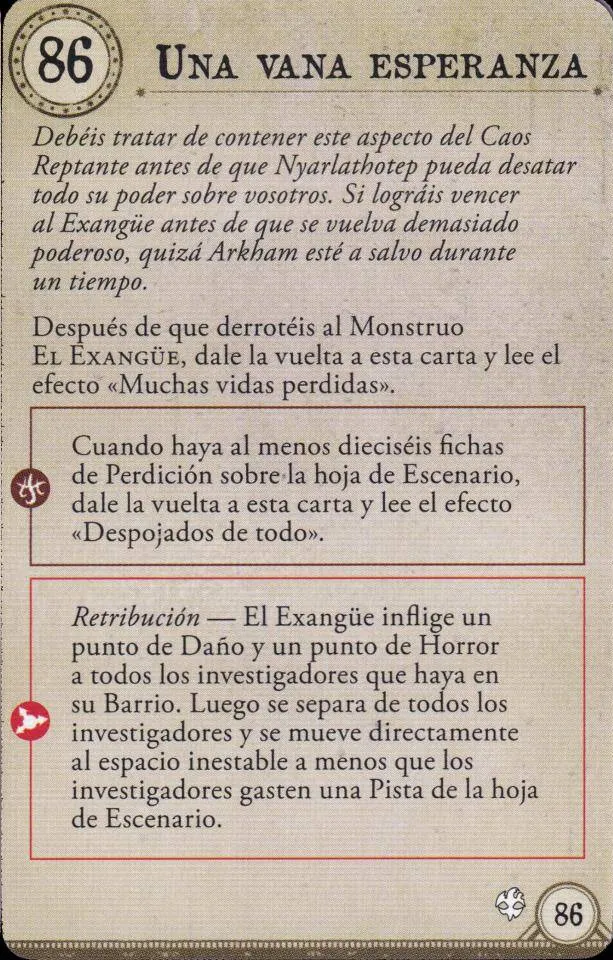 86
UNA VANA ESPERANZA
Debéis tratar de contener este aspecto del Caos
Reptante antes de que Nyarlathotep pueda desatar
todo su poder sobre vosotros. Si lográis vencer
al Exangüe antes de que se vuelva demasiado
poderoso, quizá Arkham esté a salvo durante
un tiempo.
Después de que derrotéis al Monstruo
EL EXANGÜE, dale la vuelta a esta carta y lee el
efecto «Muchas vidas perdidas».
Cuando haya al menos dieciséis fichas
de Perdición sobre la hoja de Escenario,
dale la vuelta a esta carta y lee el efecto
«Despojados de todo».
Retribución — El Exangüe inflige un
punto de Daño y un punto de Horror
a todos los investigadores que haya en
su Barrio. Luego se separa de todos los
investigadores y se mueve directamente
al espacio inestable a menos que los
investigadores gasten una Pista de la hoja
de Escenario.
86